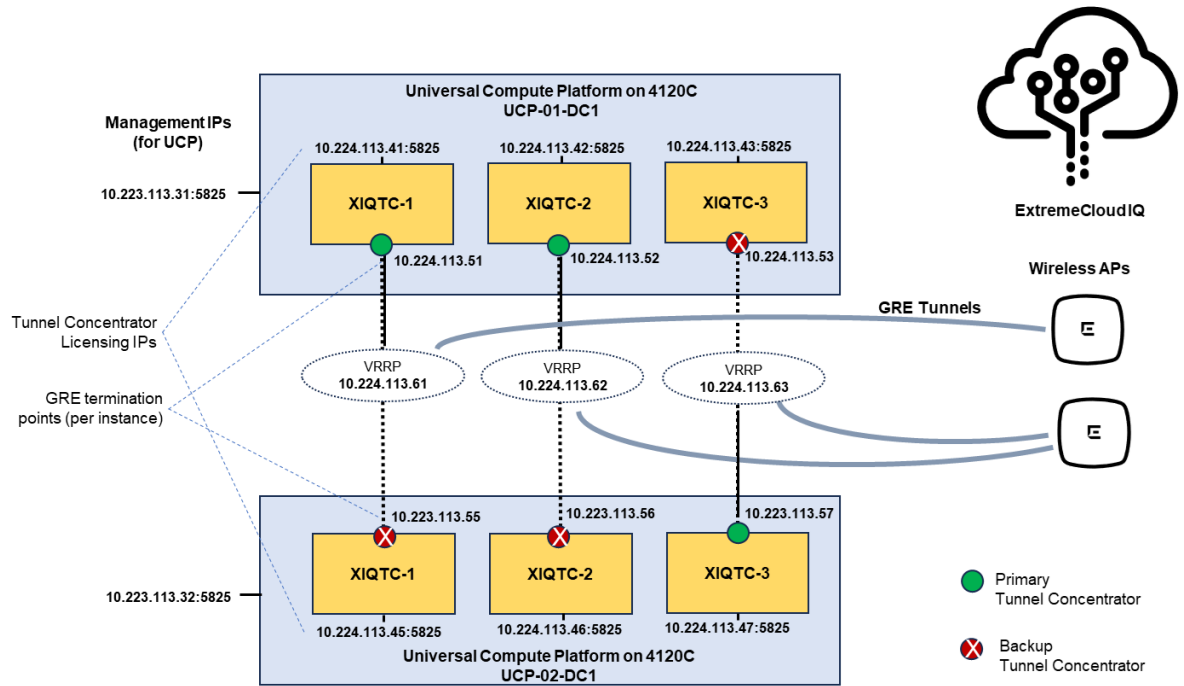 Universal Compute Platform on 4120C
UCP-01-DC1
Management IPs
(for UCP)
10.224.113.41:5825
10.224.113.42:5825
10.224.113.43:5825
10.223.113.31:5825
XIQTC-1
XIQTC-2
XIQTC-3
ExtremeCloud IQ
10.224.113.51
10.224.113.52
10.224.113.53
Wireless APs
GRE Tunnels
Tunnel Concentrator
Licensing IPs
E
VRRP
10.224.113.61
VRRP
10.224.113.62
VRRP
10.224.113.63
GRE termination
points (per instance)
E
10.223.113.55
10.223.113.56
10.223.113.57
X
X
X
XIQTC-1
XIQTC-2
XIQTC-3
10.223.113.32:5825
10.224.113.45:5825
10.224.113.46:5825
10.224.113.47:5825
Universal Compute Platform on 4120C
UCP-02-DC1
Primary
Tunnel Concentrator
X
Backup
Tunnel Concentrator